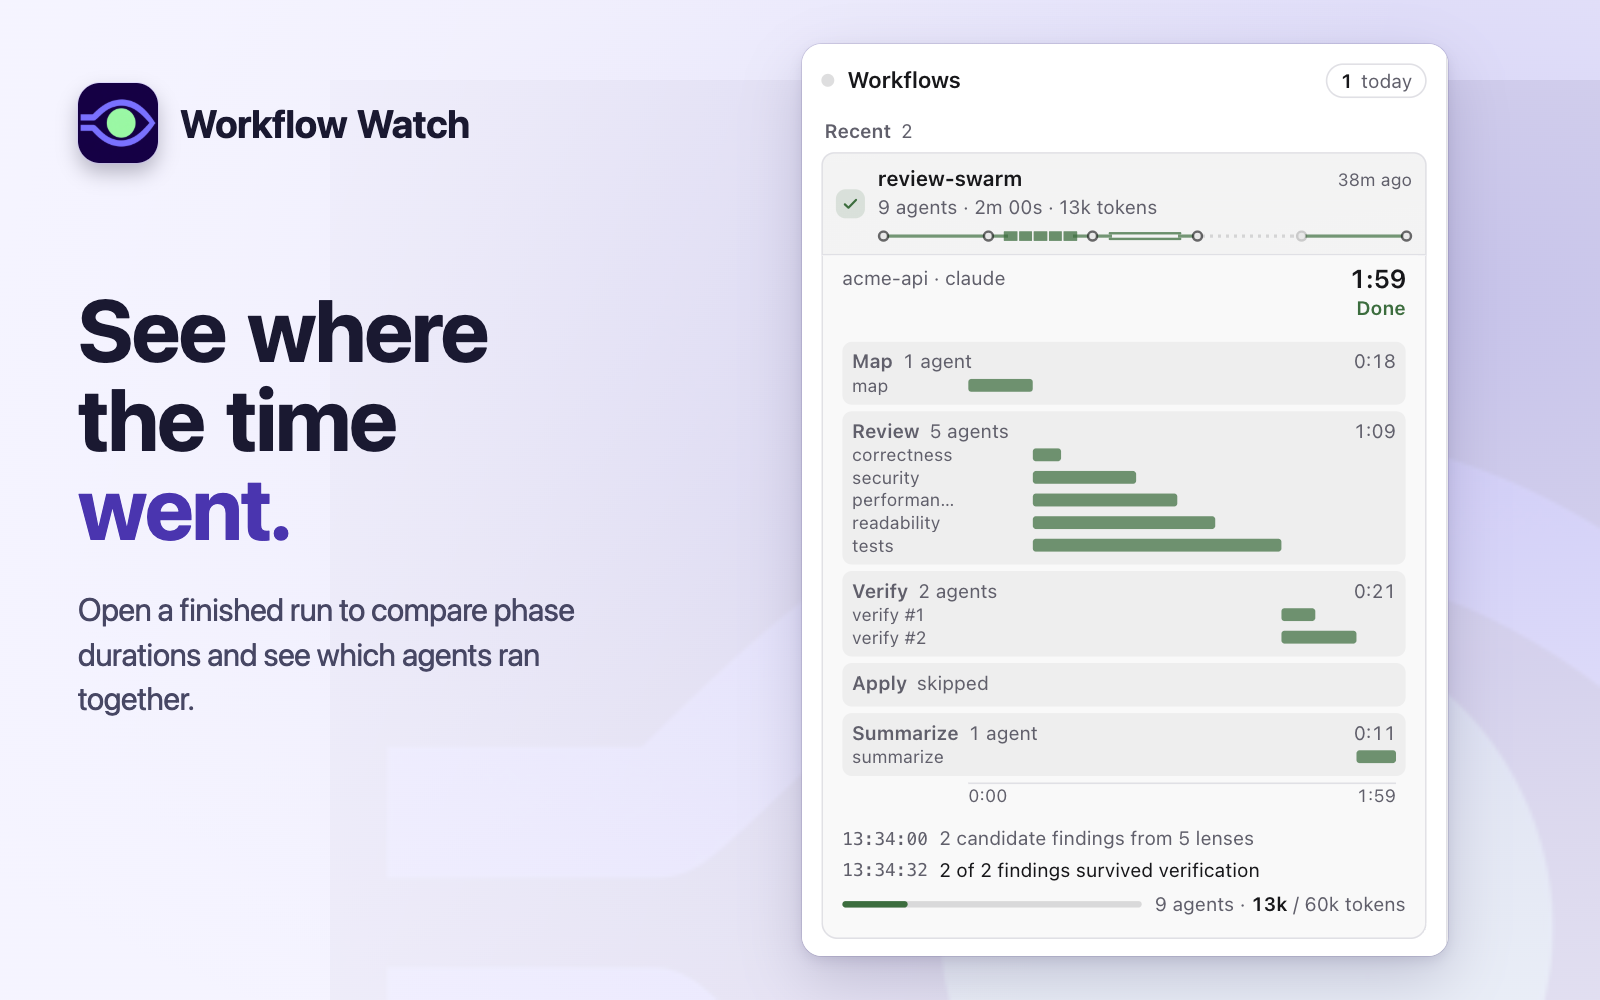 Workflow Watch
See where
the time
went.
Open a finished run to compare phase
durations and see which agents ran
together.
Workflows
1 today
Recent 2
review-swarm
38m ago
9 agents · 2m 00s · 13k tokens
acme-api · claude
1:59
Done
Map 1 agent 0:18
map
Review 5 agents 1:09
correctness
security
performan...
readability
tests
Verify 2 agents 0:21
verify #1
verify #2
Apply skipped
Summarize 1 agent 0:11
summarize
0:00 1:59
13:34:00 2 candidate findings from 5 lenses
13:34:32 2 of 2 findings survived verification
9 agents · 13k / 60k tokens